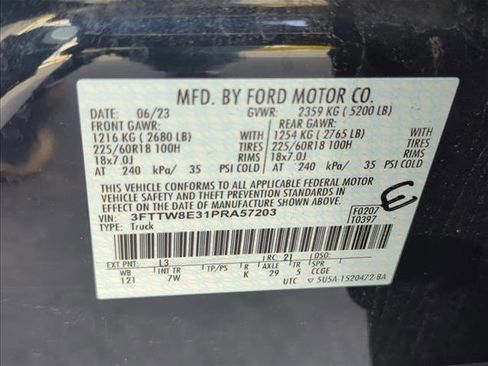 MFD. BY FORD MOTOR CO.
DATE: 06/23 GVWR: 2359 KG ( 5200 LB)
FRONT GAWR: REAR GAWR:
1216 KG ( 2680 LB) 1254 KG ( 2765 LB)
225/60R18 100H TIRES 225/60R18 100H
18x7.0J RIMS 18x7.0J
AT 240 kPa/ 35 PSI COLD AT 240 kPa/ 35 PSI COLD
THIS VEHICLE CONFORMS TO ALL APPLICABLE FEDERAL MOTOR
VEHICLE SAFETY AND THEFT PREVENTION STANDARDS IN EFFECT
ON THE DATE OF MANUFACTURE SHOWN ABOVE.
VIN: 3FTTW8E31PRA57203 F0207
TYPE: Truck T0397
E
EXT PNT: L3 RC: 21 DSO:
WB INT TR TP/PS R AXLE TR S
121 7W K 29 5 CCGE
UTC 5U5A-1520472-BA